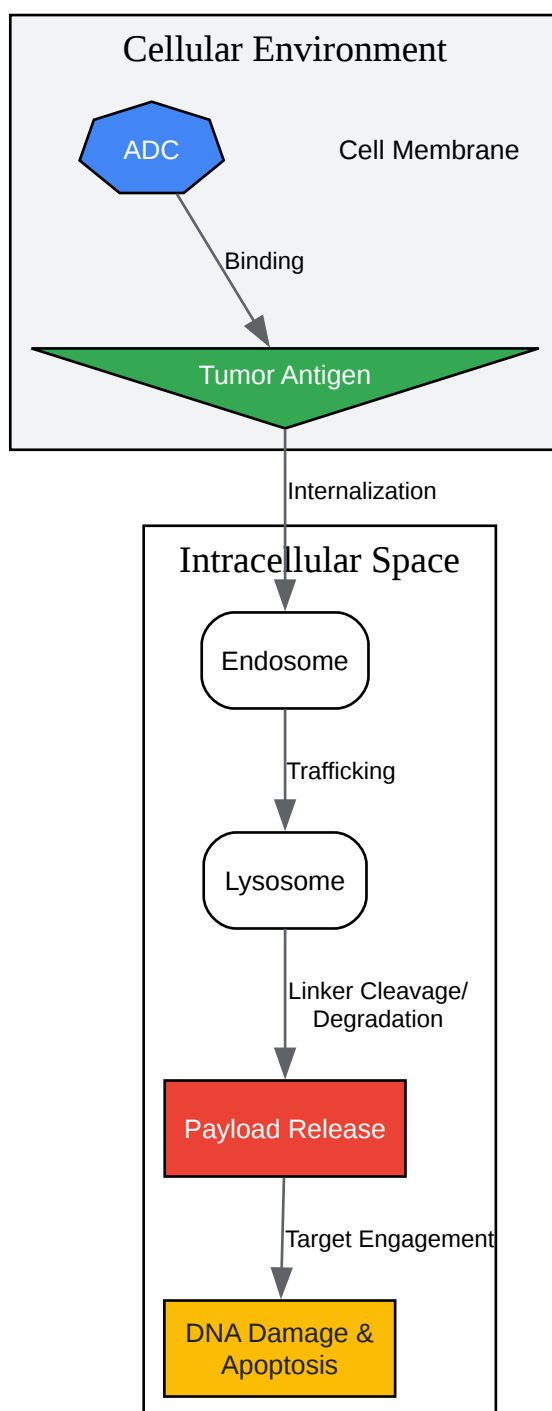 Cellular Environment
ADC
Cell Membrane
Binding
Tumor Antigen
Internalization
Intracellular Space
Endosome
Trafficking
Lysosome
Linker Cleavage/
Degradation
Payload Release
Target Engagement
DNA Damage &
Apoptosis